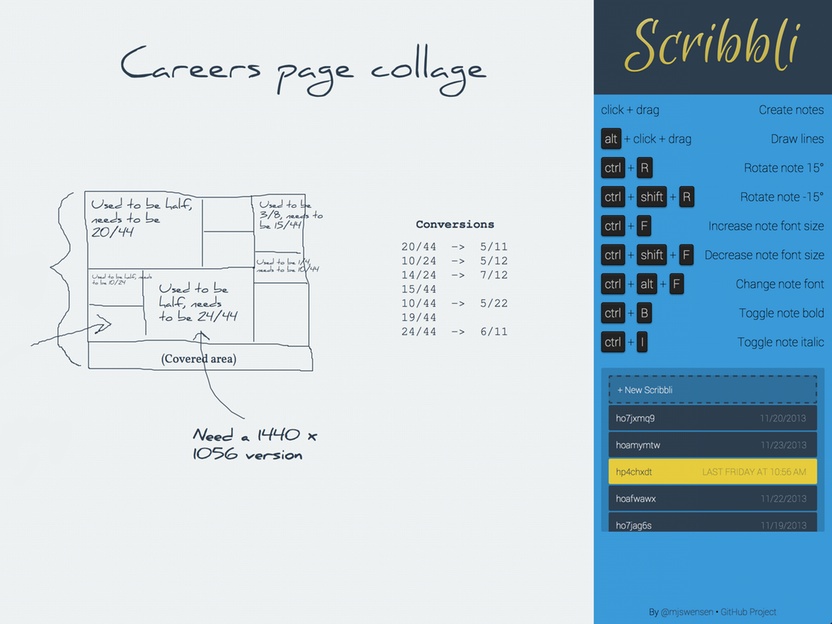 Careers page collage
Used to be half,
needs to be
20/44
Used to be
3/8, needs to
be 15/44
Used to be 1/4,
needs to be 10/44
Used to be half, needs
to be 10/24
Used to be
half, needs
to be 24/44
(Covered area)
Need a 1440 x
1056 version
Conversions
20/44 -> 5/11
10/24 -> 5/12
14/24 -> 7/12
15/44
10/44 -> 5/22
19/44
24/44 -> 6/11
Scribbli
click + drag Create notes
alt + click + drag Draw lines
ctrl + R Rotate note 15°
ctrl + shift + R Rotate note -15°
ctrl + F Increase note font size
ctrl + shift + F Decrease note font size
ctrl + alt + F Change note font
ctrl + B Toggle note bold
ctrl + I Toggle note italic
+ New Scribbli
ho7jxmq9 11/20/2013
hoamymtw 11/23/2013
hp4chxdt LAST FRIDAY AT 10:56 AM
hoafwawx 11/22/2013
ho7jag6s 11/19/2013
By @mjswensen • GitHub Project